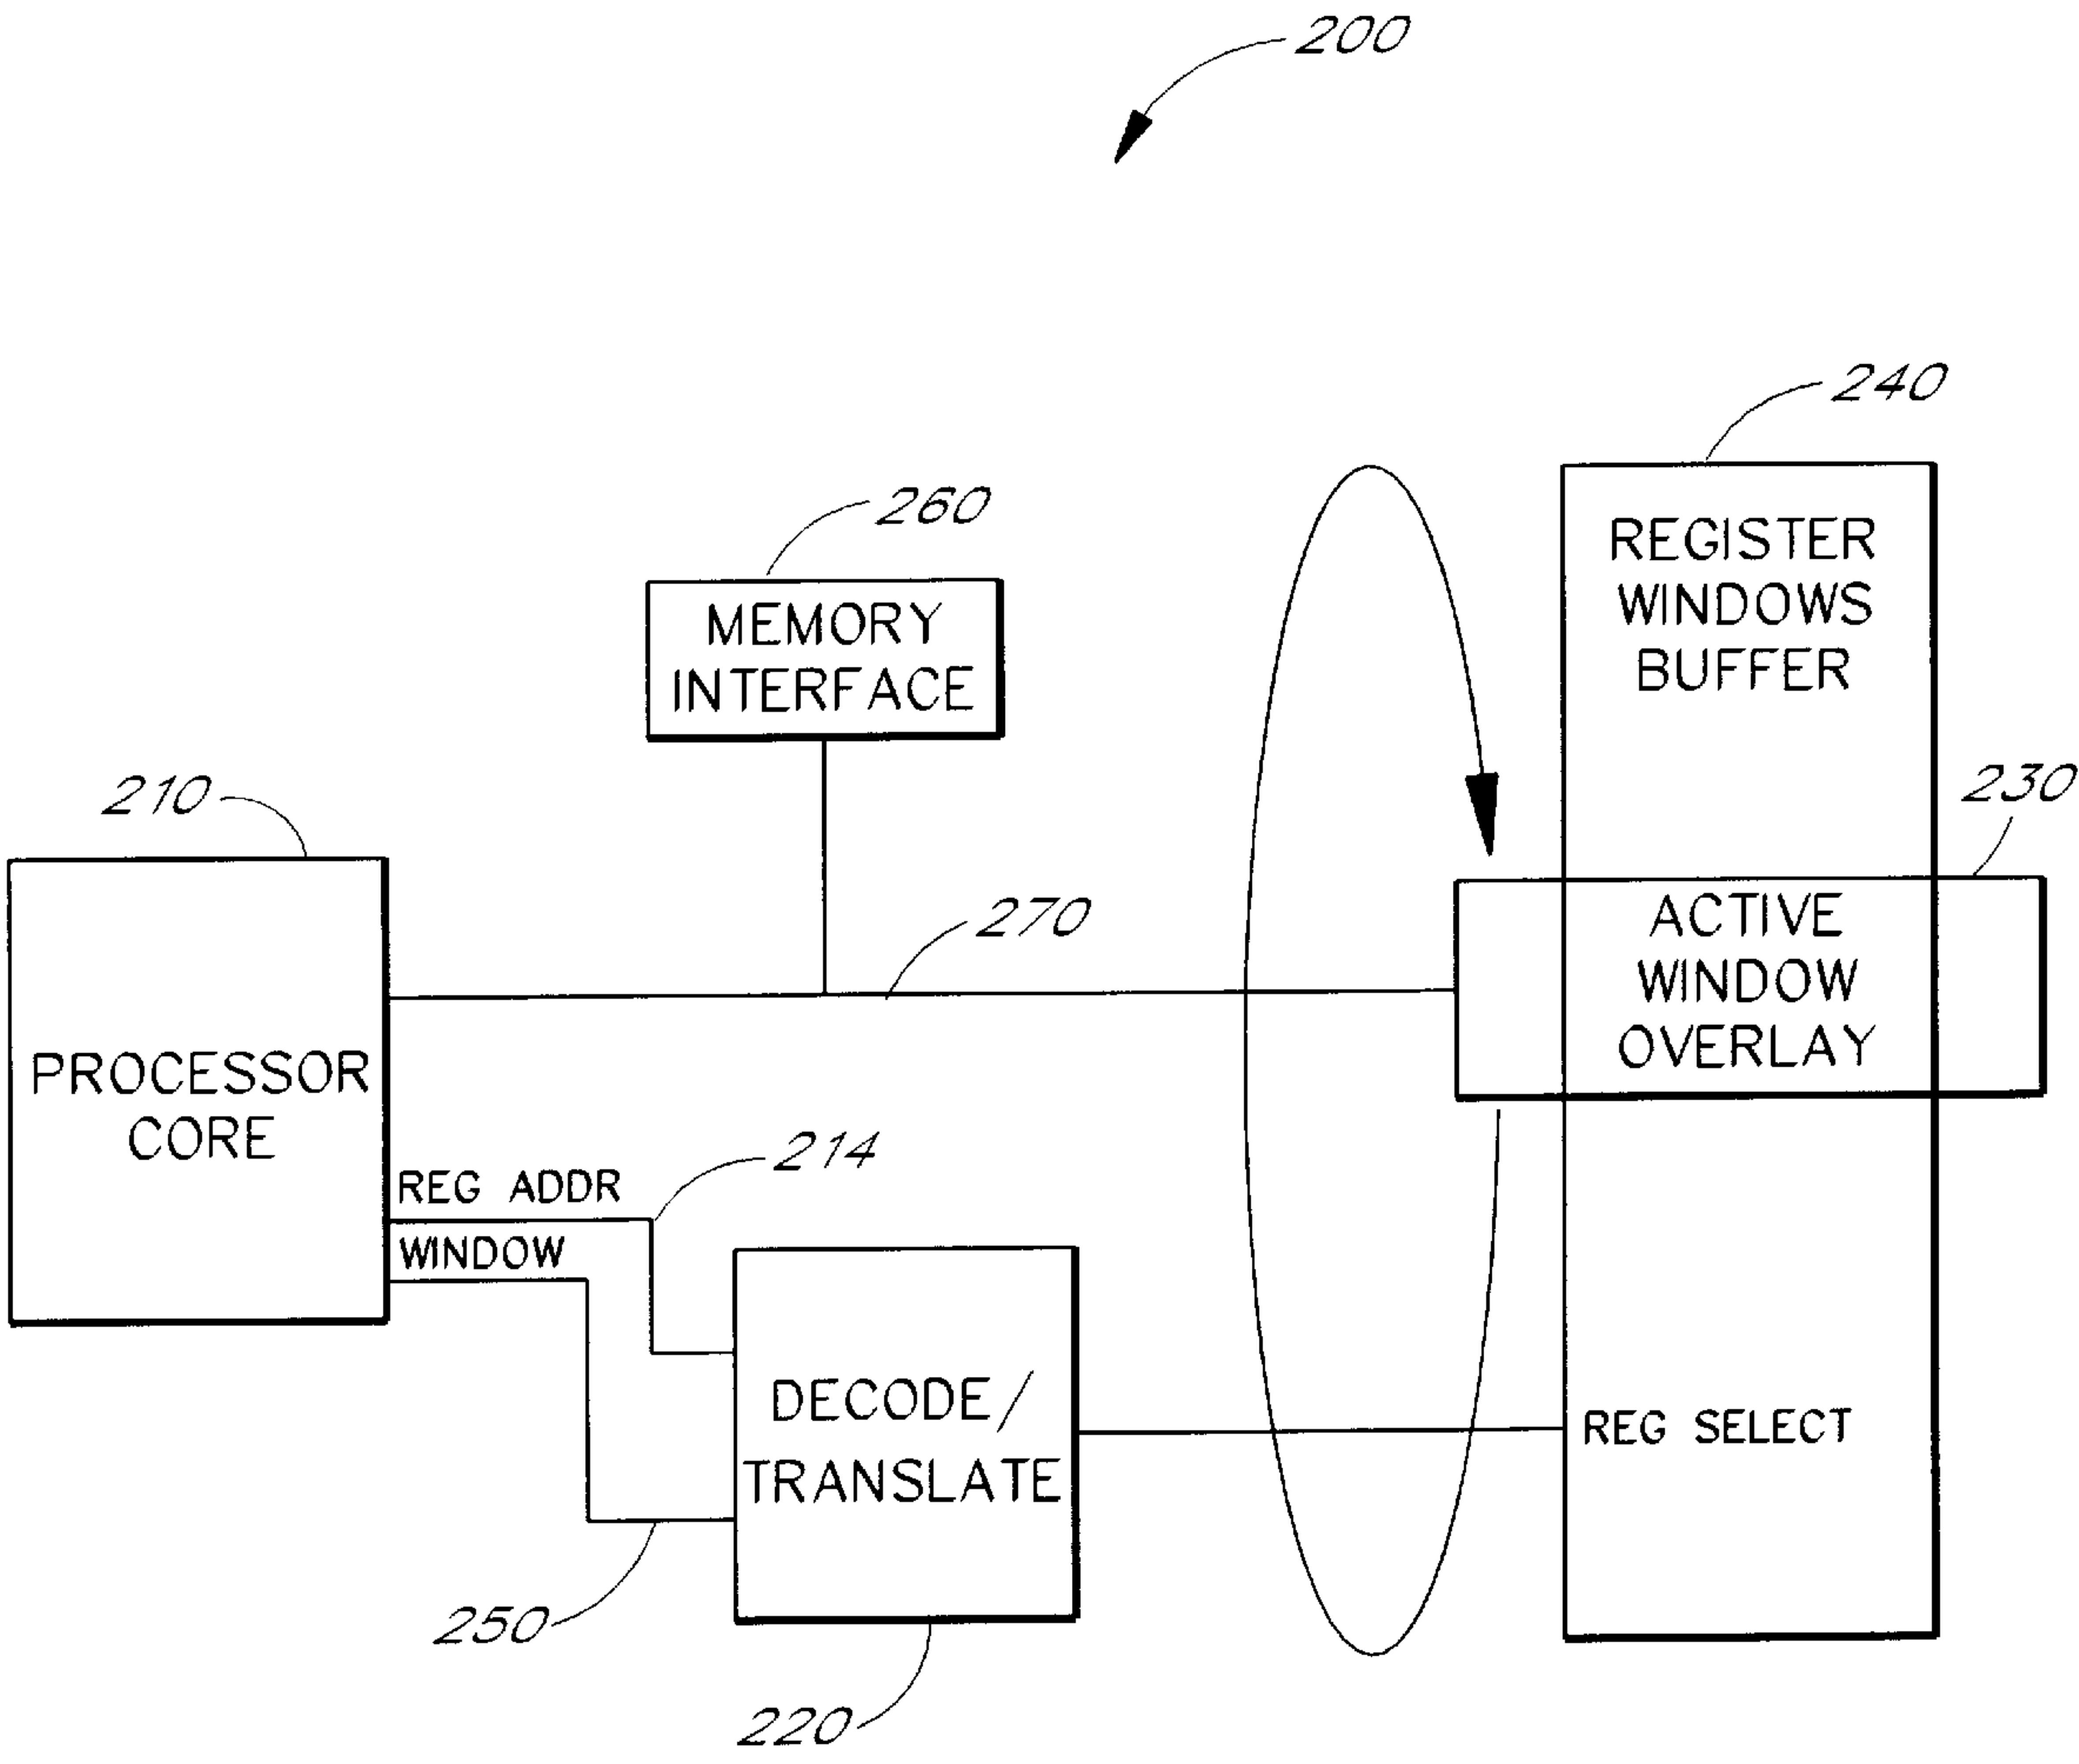 200
240
REGISTER
WINDOWS
BUFFER
260
MEMORY
INTERFACE
230
210
270
ACTIVE
WINDOW
OVERLAY
PROCESSOR
CORE
214
REG ADDR
WINDOW
DECODE/
TRANSLATE
REG SELECT
250
220